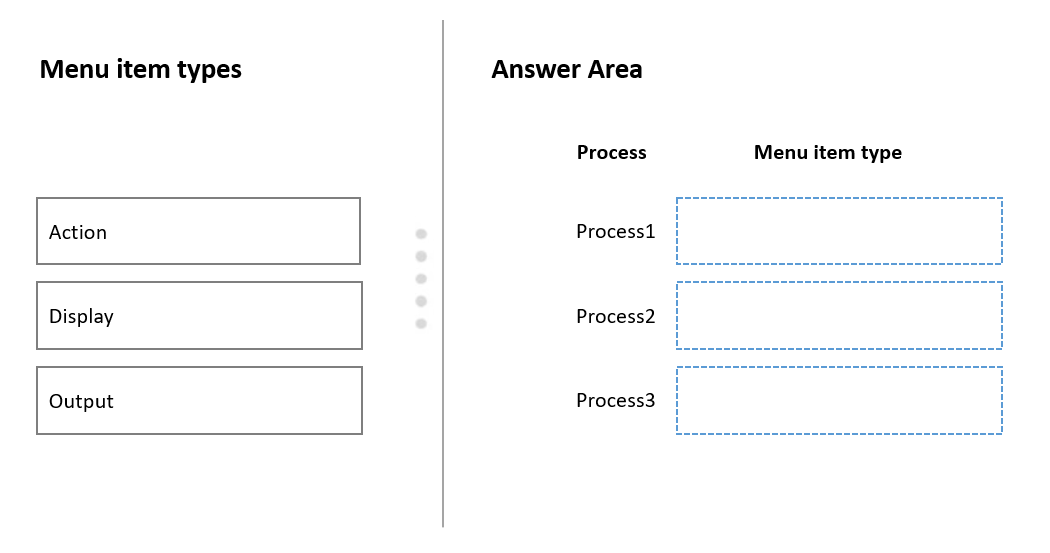 Menu item types
Answer Area
Process Menu item type
Action
Process1
Display
Process2
Output
Process3